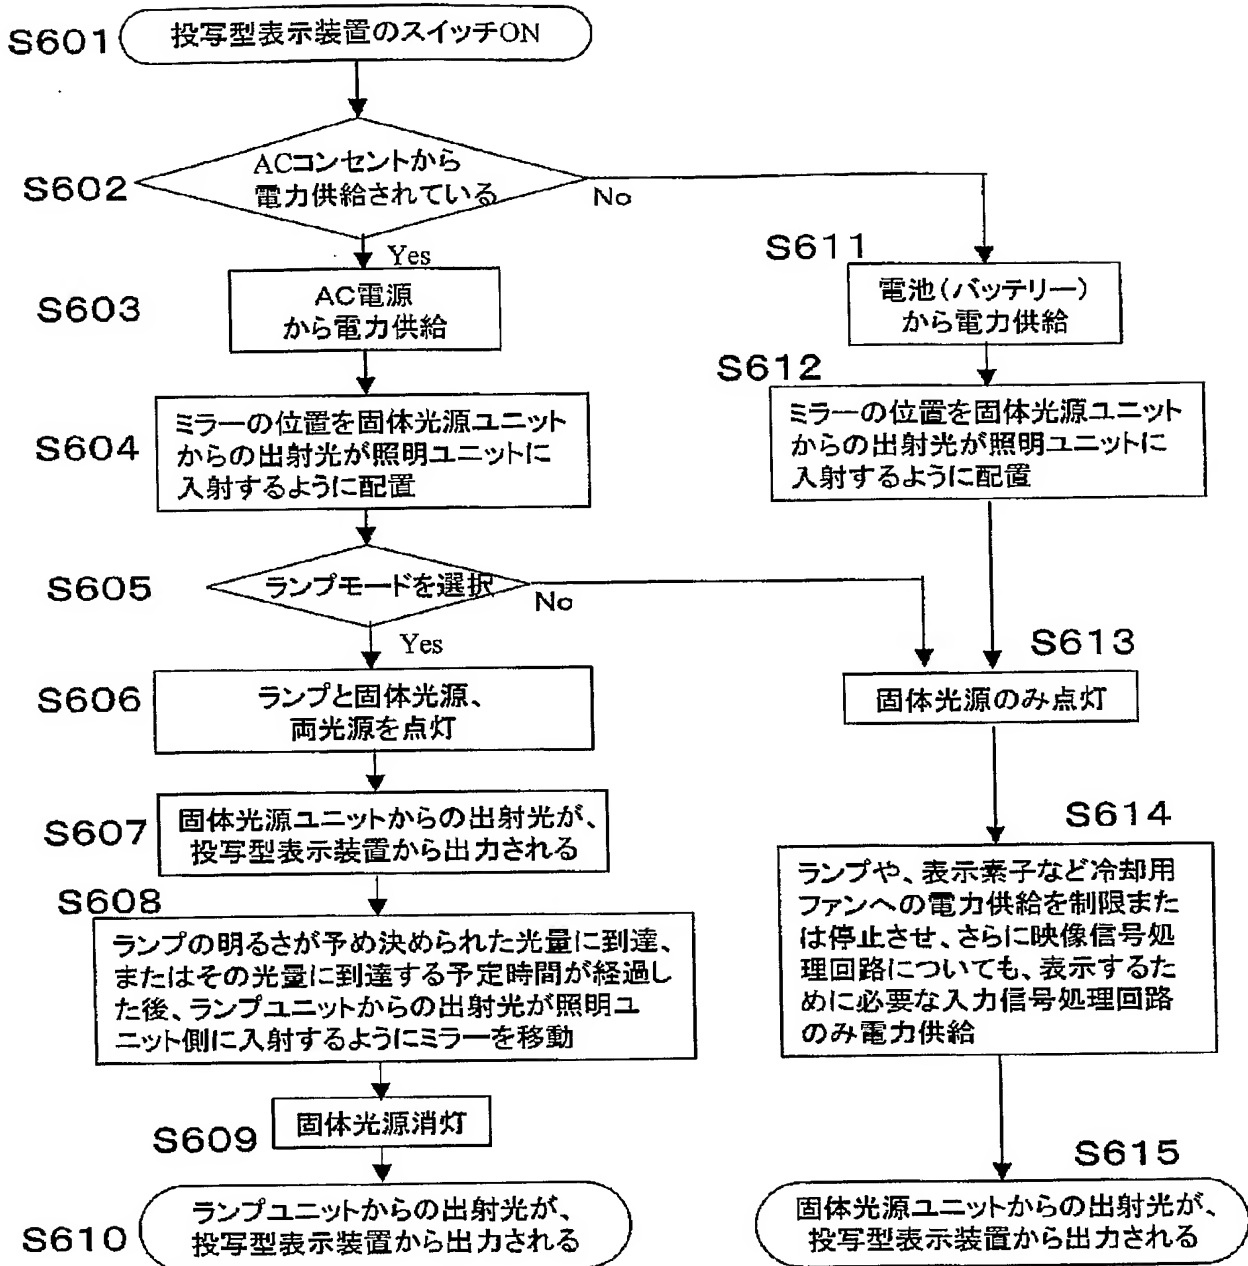 S601
投写型表示装置のスイッチON
S602
ACコンセントから
電力供給されている
No
Yes
S603
AC電源
から電力供給
S604
ミラーの位置を固体光源ユニット
からの出射光が照明ユニットに
入射するように配置
S605
ランプモードを選択
No
Yes
S606
ランプと固体光源、
両光源を点灯
S607
固体光源ユニットからの出射光が、
投写型表示装置から出力される
S608
ランプの明るさが予め決められた光量に到達、
またはその光量に到達する予定時間が経過し
た後、ランプユニットからの出射光が照明ユ
ニット側に入射するようにミラーを移動
S609
固体光源消灯
S610
ランプユニットからの出射光が、
投写型表示装置から出力される
S611
電池(バッテリー)
から電力供給
S612
ミラーの位置を固体光源ユニット
からの出射光が照明ユニットに
入射するように配置
S613
固体光源のみ点灯
S614
ランプや、表示素子など冷却用
ファンへの電力供給を制限また
は停止させ、さらに映像信号処
理回路についても、表示するた
めに必要な入力信号処理回路
のみ電力供給
S615
固体光源ユニットからの出射光が、
投写型表示装置から出力される